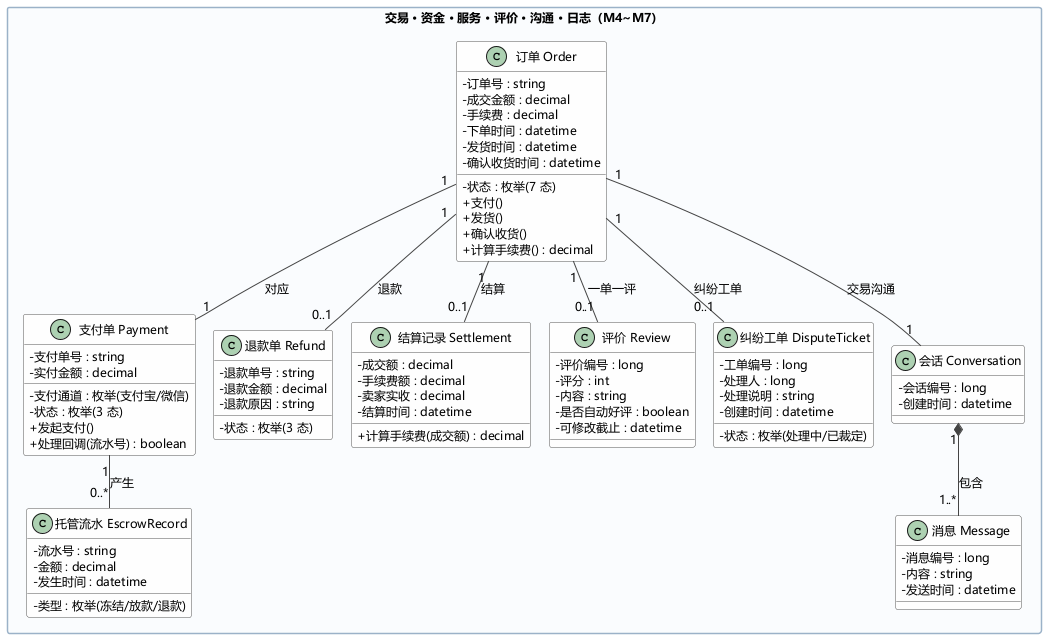 交易・资金・服务・评价・沟通・日志（M4~M7）
C 订单 Order
-订单号 : string
-成交金额 : decimal
-手续费 : decimal
-下单时间 : datetime
-发货时间 : datetime
-确认收货时间 : datetime
-状态 : 枚举(7 态)
+支付()
+发货()
+确认收货()
+计算手续费() : decimal
1
1
1
1
1
1
对应
退款
结算
一单一评
纠纷工单
交易沟通
1
0..1
0..1
0..1
0..1
1
C 支付单 Payment
-支付单号 : string
-实付金额 : decimal
-支付通道 : 枚举(支付宝/微信)
-状态 : 枚举(3 态)
+发起支付()
+处理回调(流水号) : boolean
C 退款单 Refund
-退款单号 : string
-退款金额 : decimal
-退款原因 : string
-状态 : 枚举(3 态)
C 结算记录 Settlement
-成交额 : decimal
-手续费额 : decimal
-卖家实收 : decimal
-结算时间 : datetime
+计算手续费(成交额) : decimal
C 评价 Review
-评价编号 : long
-评分 : int
-内容 : string
-是否自动好评 : boolean
-可修改截止 : datetime
C 纠纷工单 DisputeTicket
-工单编号 : long
-处理人 : long
-处理说明 : string
-创建时间 : datetime
-状态 : 枚举(处理中/已裁定)
C 会话 Conversation
-会话编号 : long
-创建时间 : datetime
1
产生
0..*
1
包含
1..*
C 托管流水 EscrowRecord
-流水号 : string
-金额 : decimal
-发生时间 : datetime
-类型 : 枚举(冻结/放款/退款)
C 消息 Message
-消息编号 : long
-内容 : string
-发送时间 : datetime